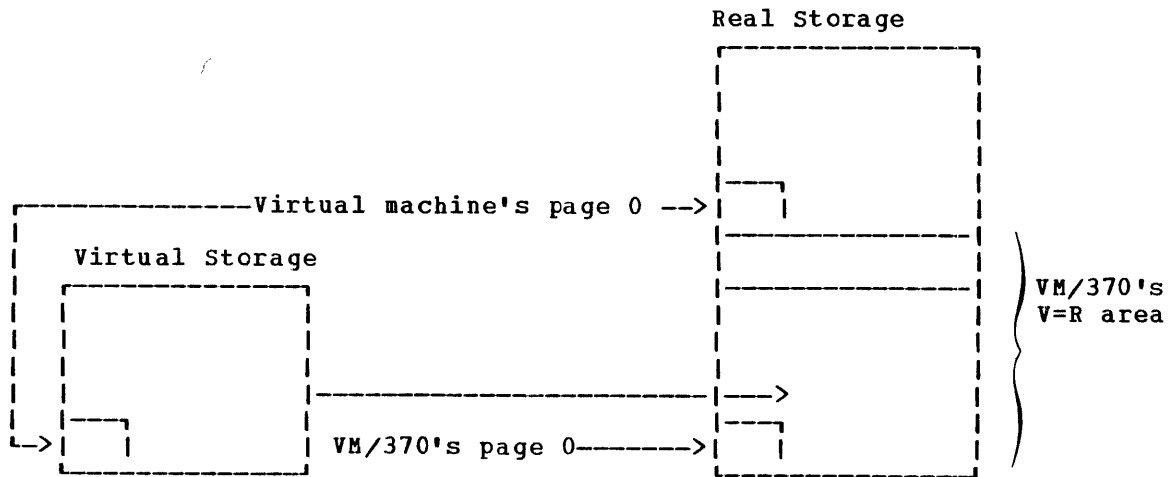 Real Storage
Virtual machine's page 0
Virtual Storage
VM/370's
V=R area
VM/370's page 0